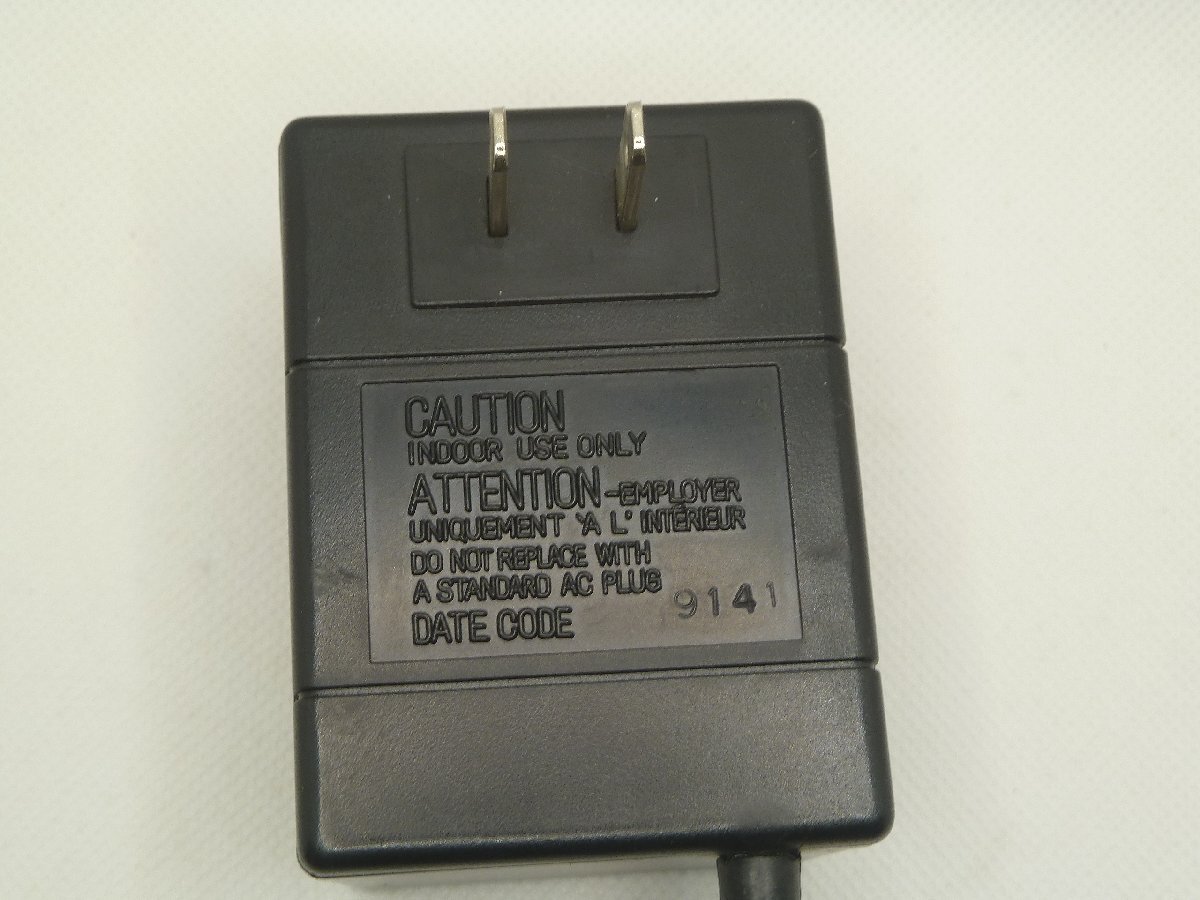 CAUTION
INDOOR USE ONLY
ATTENTION -EMPLOYER
UNIQUEMENT `A L' INTÉRIEUR
DO NOT REPLACE WITH
A STANDARD AC PLUG
DATE CODE 9141